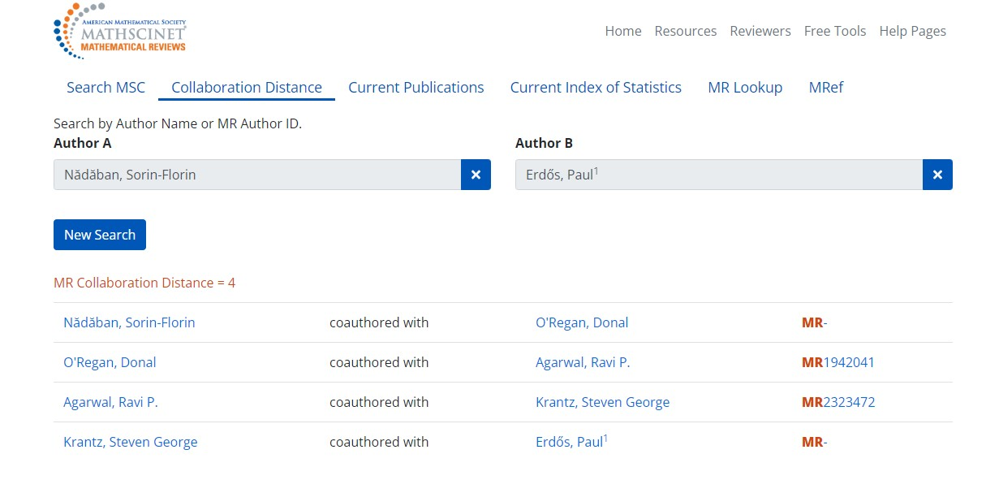 AMERICAN MATHEMATICAL SOCIETY
MATHSCINET®
MATHEMATICAL REVIEWS
Home Resources Reviewers Free Tools Help Pages
Search MSC Collaboration Distance Current Publications Current Index of Statistics MR Lookup MRef
Search by Author Name or MR Author ID.
Author A Author B
Nădăban, Sorin-Florin × Erdős, Paul¹ ×
New Search
MR Collaboration Distance = 4
Nădăban, Sorin-Florin coauthored with O'Regan, Donal MR-
O'Regan, Donal coauthored with Agarwal, Ravi P. MR1942041
Agarwal, Ravi P. coauthored with Krantz, Steven George MR2323472
Krantz, Steven George coauthored with Erdős, Paul¹ MR-